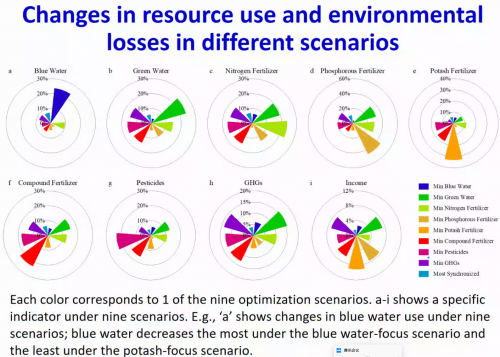 Changes in resource use and environmental
losses in different scenarios
a Blue Water
b Green Water
c Nitrogen Fertilizer
d Phosphorous Fertilizer
e Potash Fertilizer
30%
20%
10%
30%
20%
10%
30%
20%
10%
60%
40%
20%
40%
30%
20%
10%
f Compound Fertilizer
g Pesticides
h GHGs
i Income
30%
20%
10%
30%
20%
10%
20%
15%
10%
5%
12%
8%
4%
Min Blue Water
Min Green Water
Min Nitrogen Fertilizer
Min Phosphorous Fertilizer
Min Potash Fertilizer
Min Compound Fertilizer
Min Pesticides
Min GHGs
Most Synchronized
Each color corresponds to 1 of the nine optimization scenarios. a-i shows a specific
indicator under nine scenarios. E.g., ‘a’ shows changes in blue water use under nine
scenarios; blue water decreases the most under the blue water-focus scenario and
the least under the potash-focus scenario.
腾讯会议